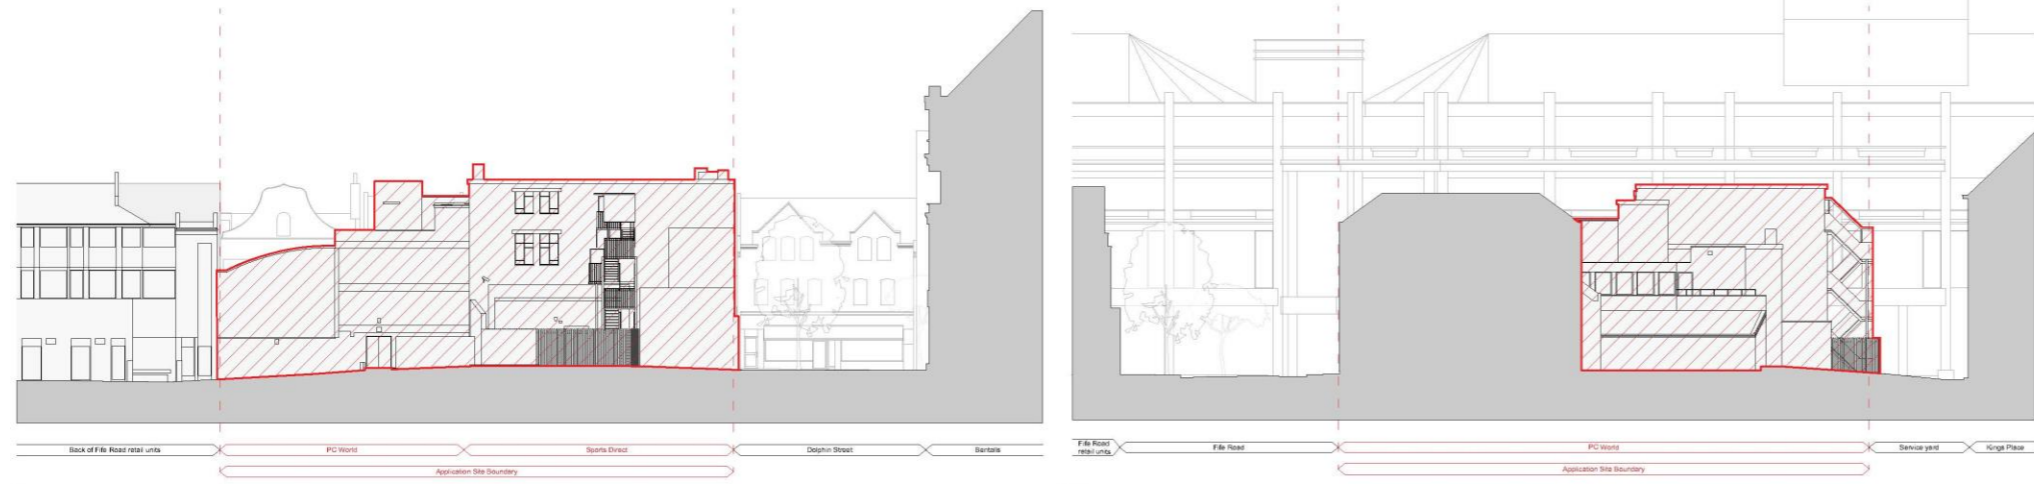 Back of Fife Road retail units
PC World
Sports Direct
Dolphin Street
Bentalls
Application Site Boundary
Fife Road
retail units
Fife Road
PC World
Service yard
Kings Place
Application Site Boundary